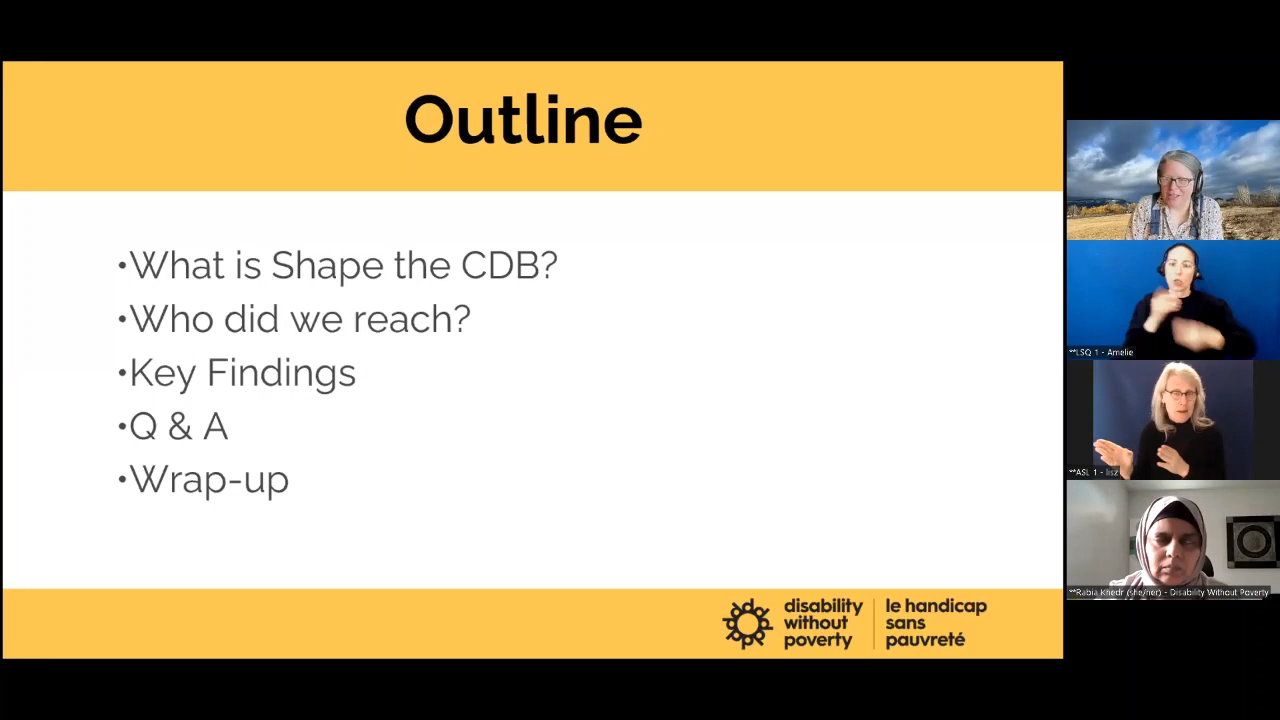 Outline
•What is Shape the CDB?
•Who did we reach?
•Key Findings
•Q & A
•Wrap-up
disability
without
poverty
le handicap
sans
pauvreté
**LSQ 1 - Amelie
**ASL 1 - lisz
**Rabia Khedr (she/her) - Disability Without Poverty